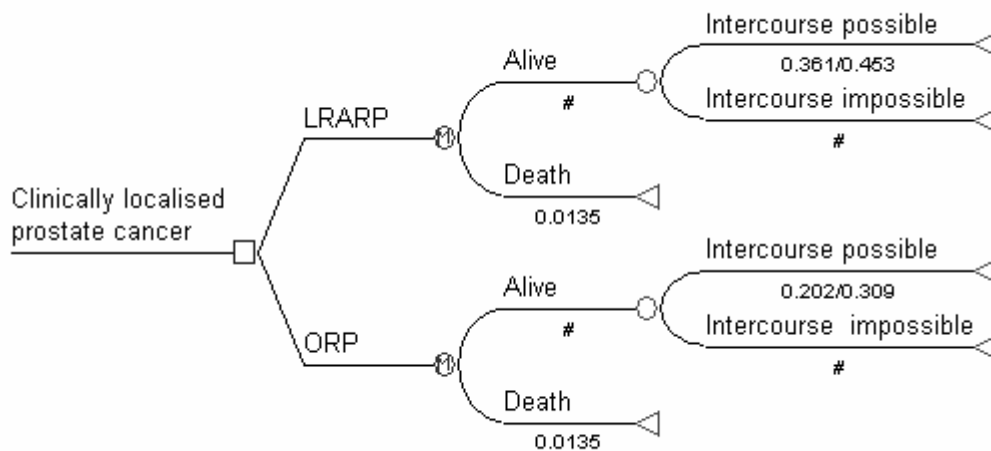 Intercourse possible
0.361/0.453
Alive
#
Intercourse impossible
#
LRARP
M
Death
0.0135
Clinically localised
prostate cancer
Intercourse possible
0.202/0.309
Alive
#
Intercourse impossible
#
ORP
M
Death
0.0135